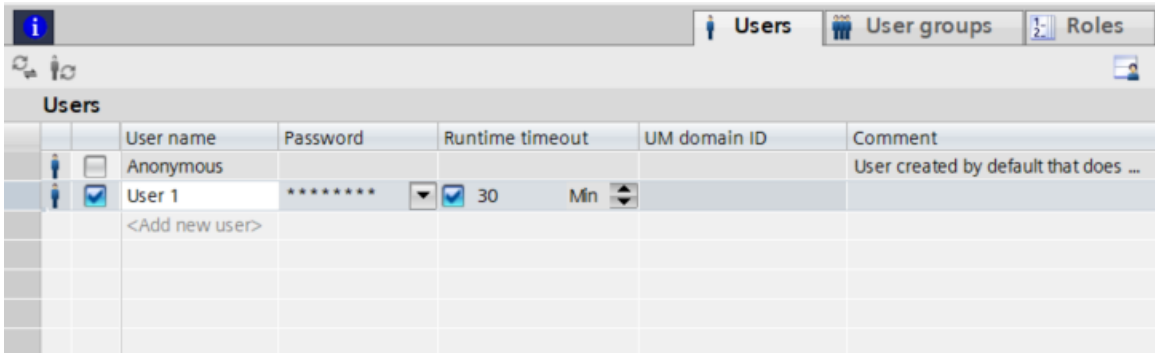 Users User groups Roles
Users
User name Password Runtime timeout UM domain ID Comment
Anonymous User created by default that does ...
User 1 ******** 30 Min
<Add new user>